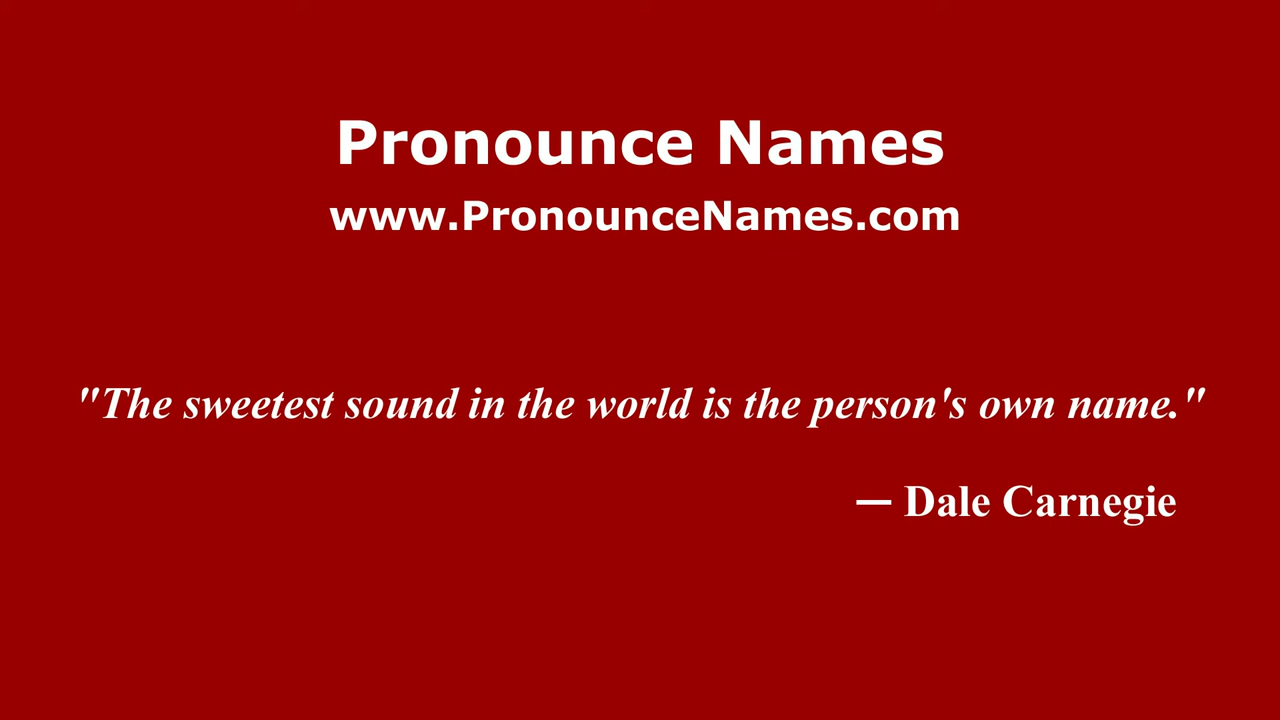 Pronounce Names
www.PronounceNames.com
"The sweetest sound in the world is the person's own name."
— Dale Carnegie